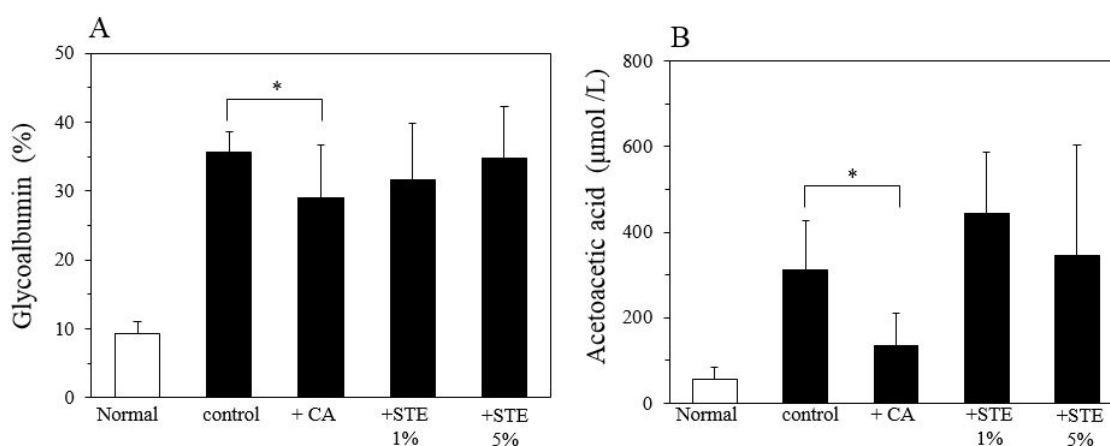 A
Glycoalbumin (%)
50
40
30
20
10
0
*
Normal
control
+ CA
+STE
1%
+STE
5%
B
Acetoacetic acid (μmol /L)
800
600
400
200
0
*
Normal
control
+ CA
+STE
1%
+STE
5%